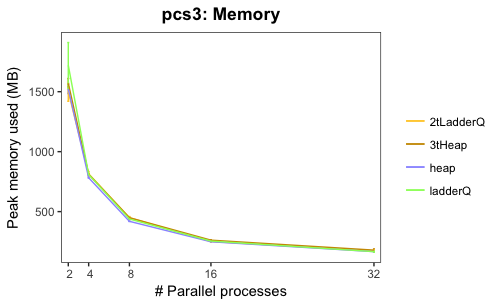 pcs3: Memory
Peak memory used (MB)
1500
1000
500
2 4 8 16 32
# Parallel processes
2tLadderQ
3tHeap
heap
ladderQ